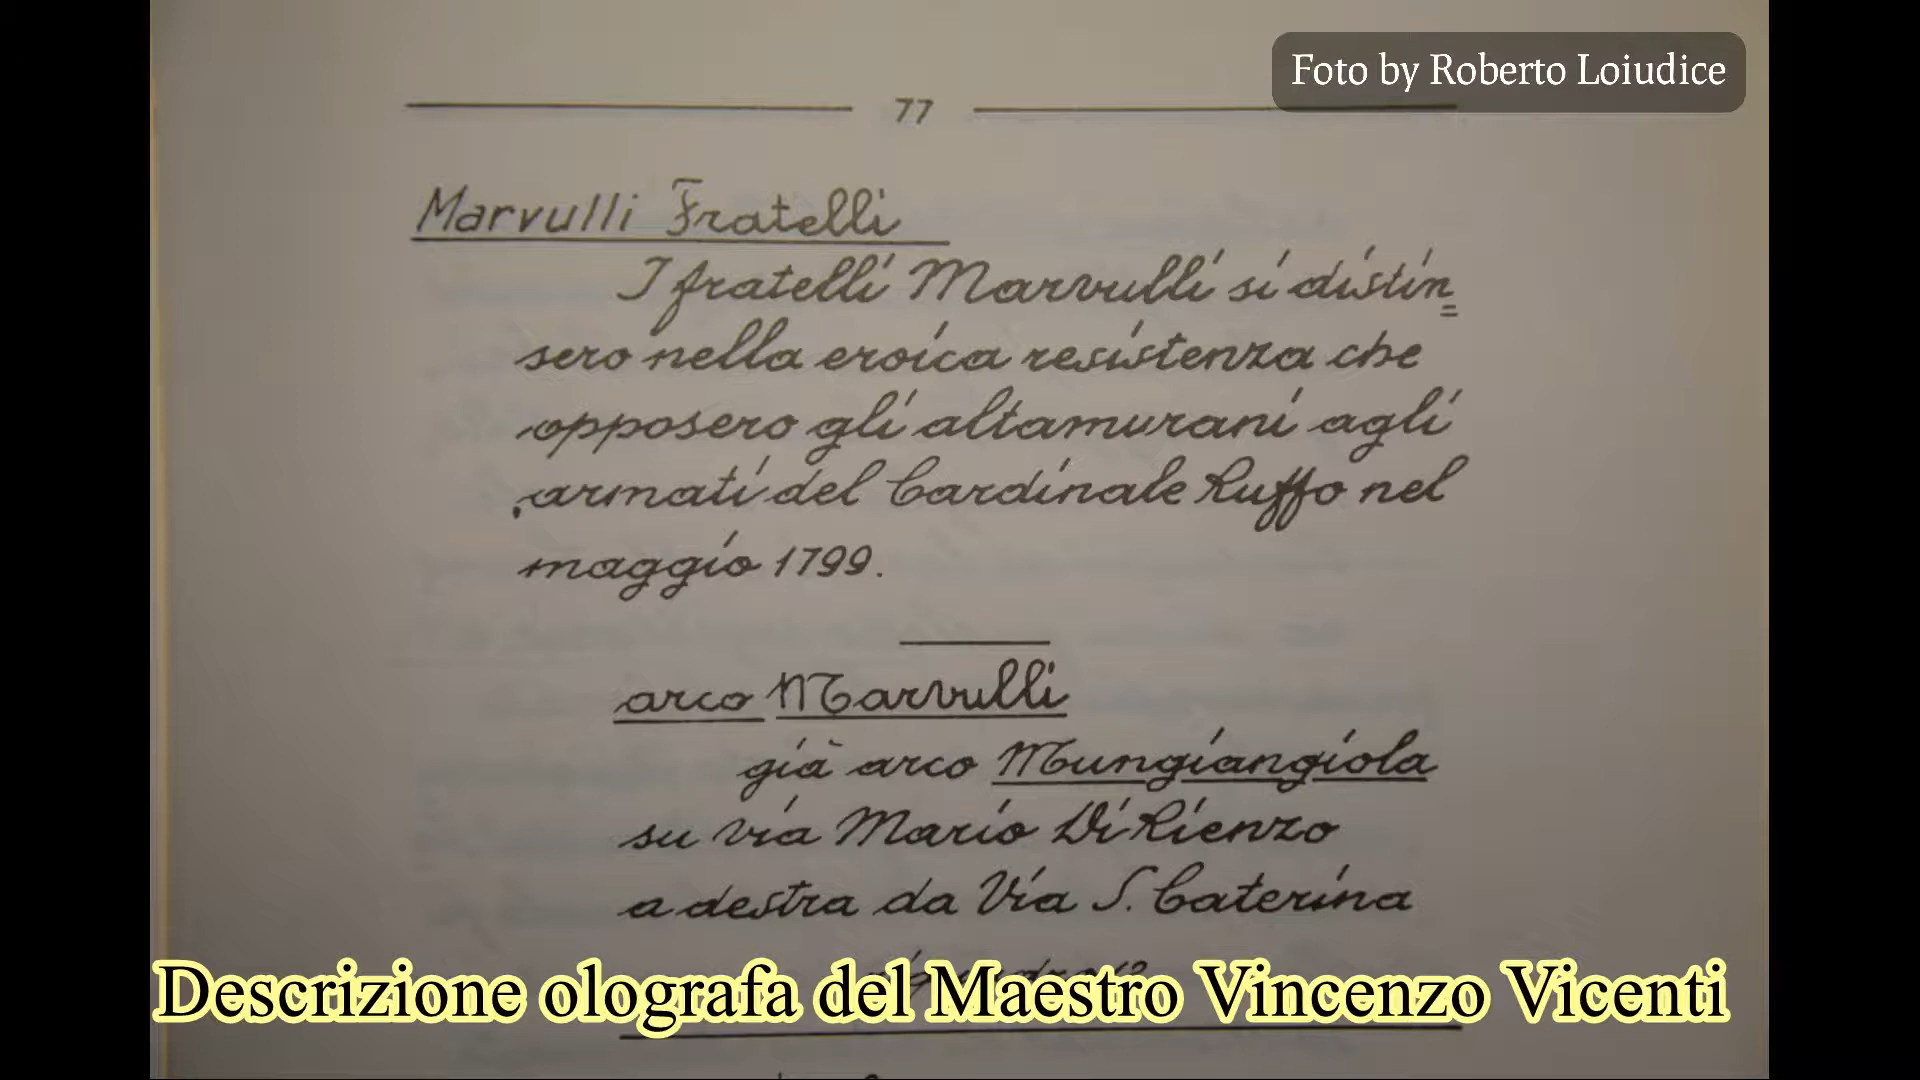 Foto by Roberto Loiudice
77
Marvulli Fratelli
I fratelli Marvulli si distin=
sero nella eroica resistenza che
opposero gli altamurani agli
armati del Cardinale Ruffo nel
maggio 1799.
arco Marvulli
già arco Mungiangiola
su via Mario Di Rienzo
a destra da Via S. Caterina
Descrizione olografa del Maestro Vincenzo Vicenti